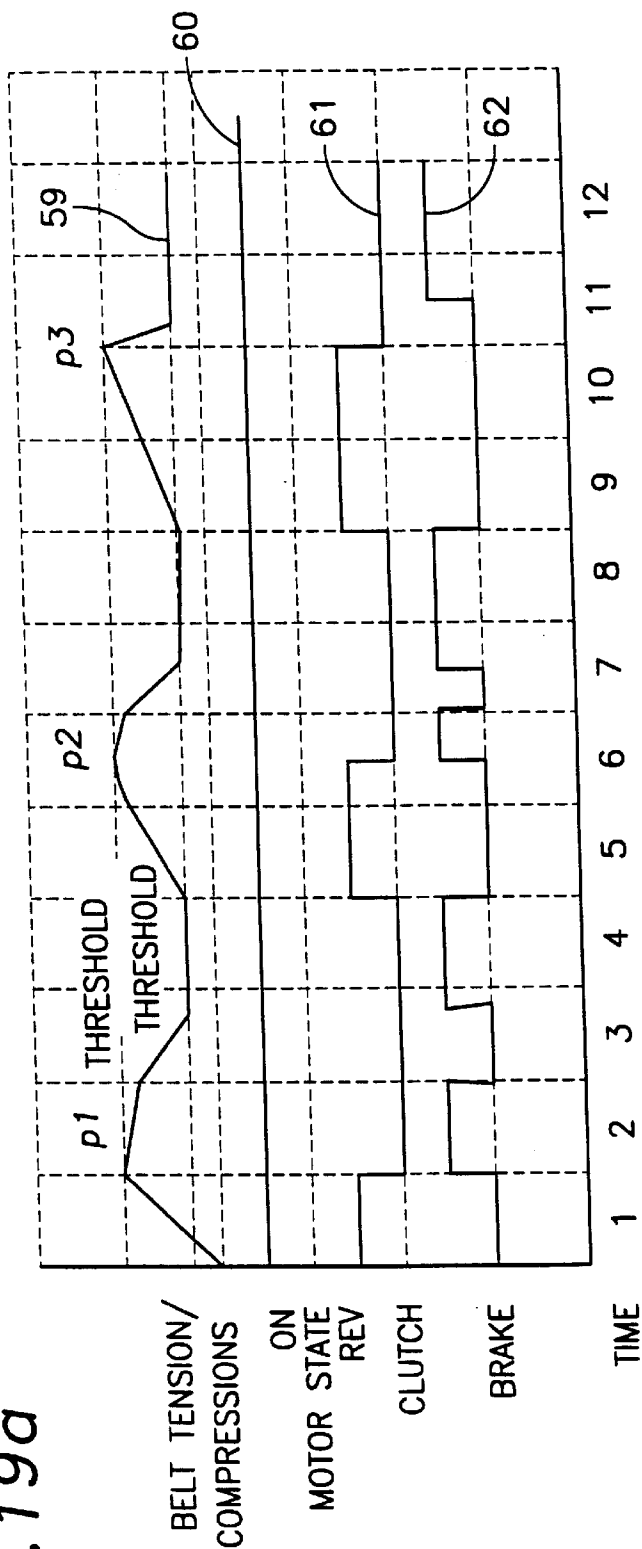 . 19a
p1
p2
p3
THRESHOLD
THRESHOLD
59
60
61
62
BELT TENSION/
COMPRESSIONS
ON
MOTOR STATE
REV
CLUTCH
BRAKE
TIME
1 2 3 4 5 6 7 8 9 10 11 12